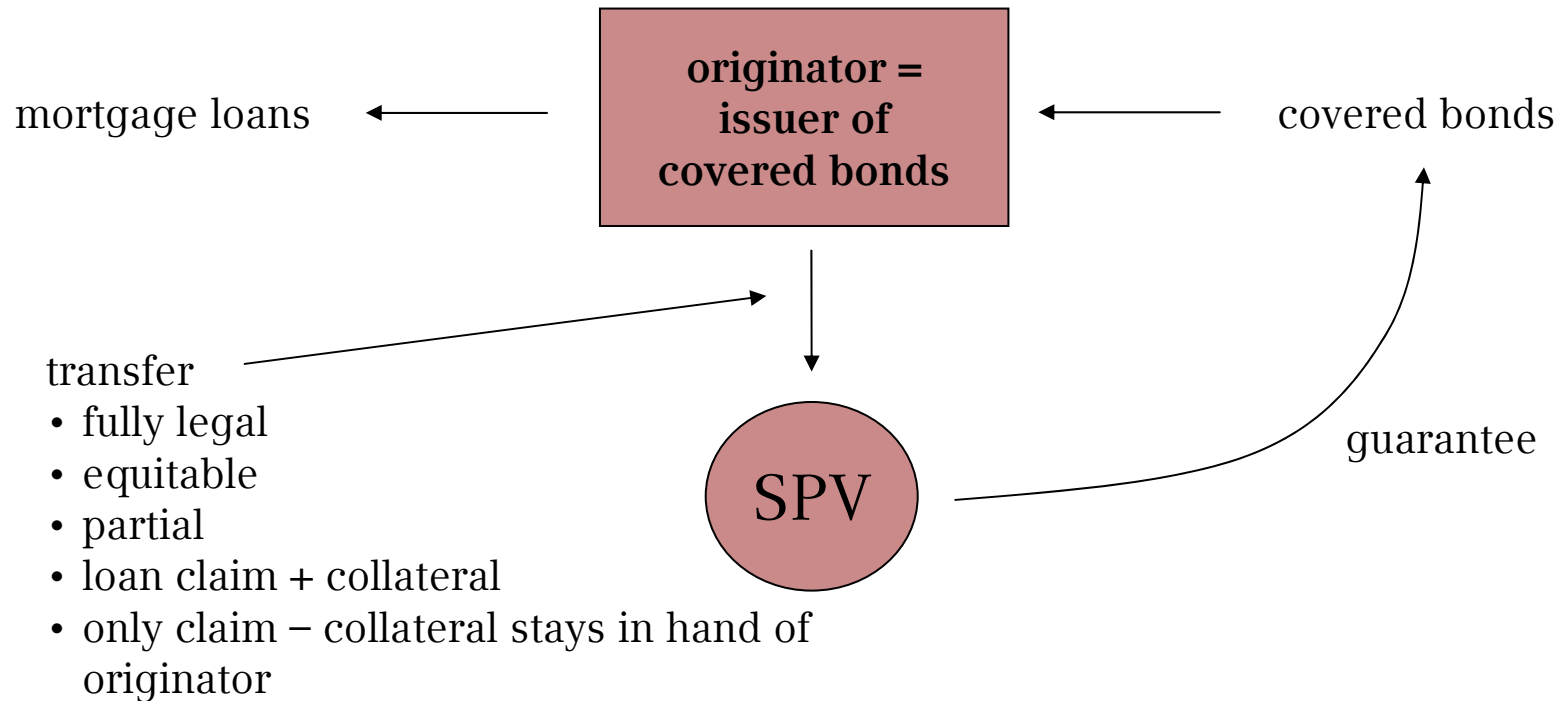 originator =
issuer of
covered bonds
mortgage loans
covered bonds
transfer
• fully legal
• equitable
• partial
• loan claim + collateral
• only claim – collateral stays in hand of
originator
SPV
guarantee